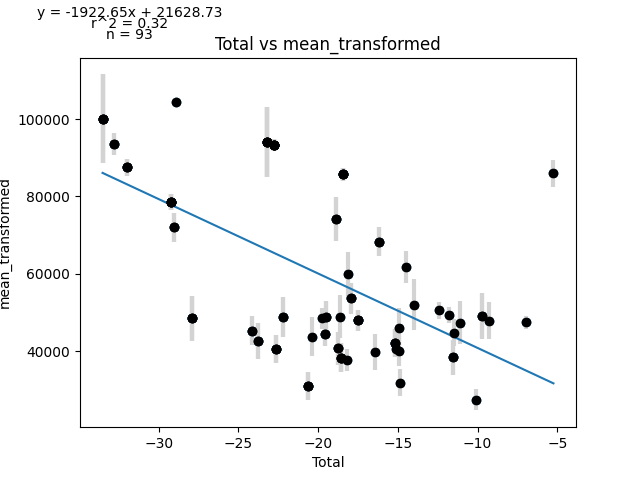 y = -1922.65x + 21628.73
r^2 = 0.32
n = 93
Total vs mean_transformed
100000
80000
60000
40000
mean_transformed
−30
−25
−20
−15
−10
−5
Total